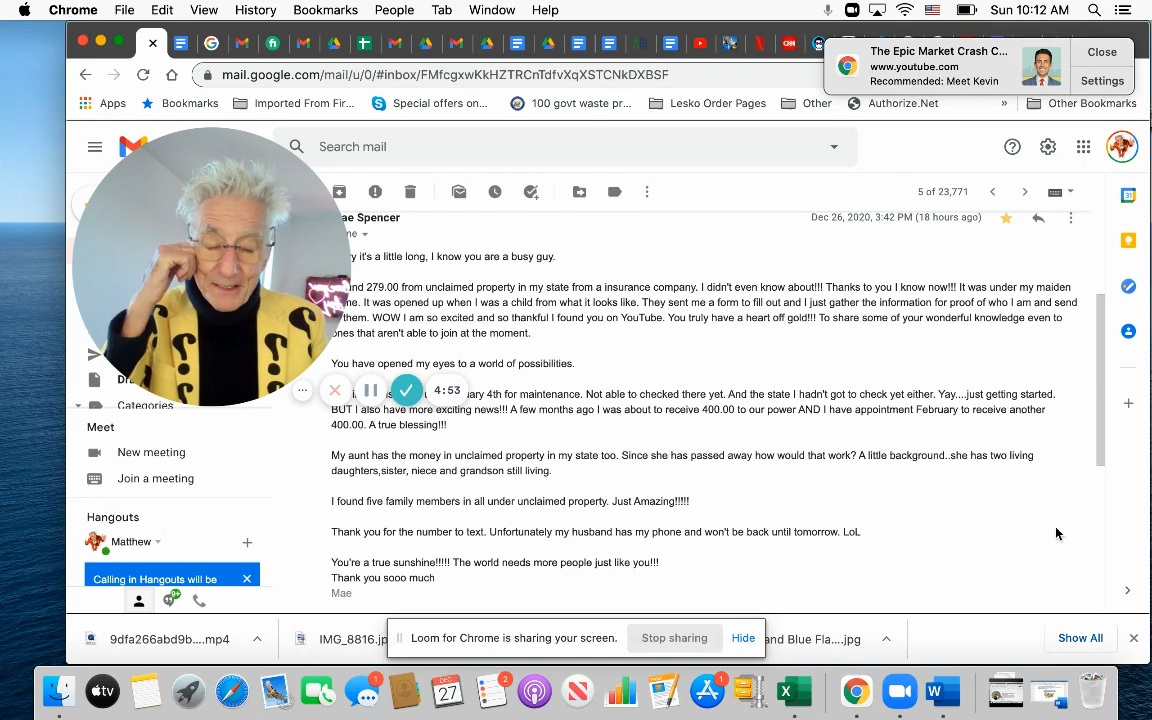 Chrome File Edit View History Bookmarks People Tab Window Help Sun 10:12 AM
The Epic Market Crash C... Close
www.youtube.com
Recommended: Meet Kevin Settings
mail.google.com/mail/u/0/#inbox/FMfcgxwKkHZTRCnTdfvXqXSTCNkDXBSF
Apps Bookmarks Imported From Fir... Special offers on... 100 govt waste pr... Lesko Order Pages Other Authorize.Net » Other Bookmarks
Search mail
5 of 23,771
Spencer Dec 26, 2020, 3:42 PM (18 hours ago)
it's a little long, I know you are a busy guy.
279.00 from unclaimed property in my state from a insurance company. I didn't even know about!!! Thanks to you I know now!!! It was under my maiden
It was opened up when I was a child from what it looks like. They sent me a form to fill out and I just gather the information for proof of who I am and send
them. WOW I am so excited and so thankful I found you on YouTube. You truly have a heart off gold!!! To share some of your wonderful knowledge even to
ones that aren't able to join at the moment.
You have opened my eyes to a world of possibilities.
4th for maintenance. Not able to checked there yet. And the state I hadn't got to check yet either. Yay....just getting started.
BUT I also have more exciting news!!! A few months ago I was about to receive 400.00 to our power AND I have appointment February to receive another
400.00. A true blessing!!!
4:53
My aunt has the money in unclaimed property in my state too. Since she has passed away how would that work? A little background..she has two living
daughters,sister, niece and grandson still living.
I found five family members in all under unclaimed property. Just Amazing!!!!!
Thank you for the number to text. Unfortunately my husband has my phone and won't be back until tomorrow. LoL
You're a true sunshine!!!!! The world needs more people just like you!!!
Thank you sooo much
Mae
Categories
Meet
New meeting
Join a meeting
Hangouts
Matthew
Calling in Hangouts will be
9+
9dfa266abd9b....mp4 IMG_8816.jp Loom for Chrome is sharing your screen. Stop sharing Hide and Blue Fla....jpg Show All
tv 1 DEC 27 2 1